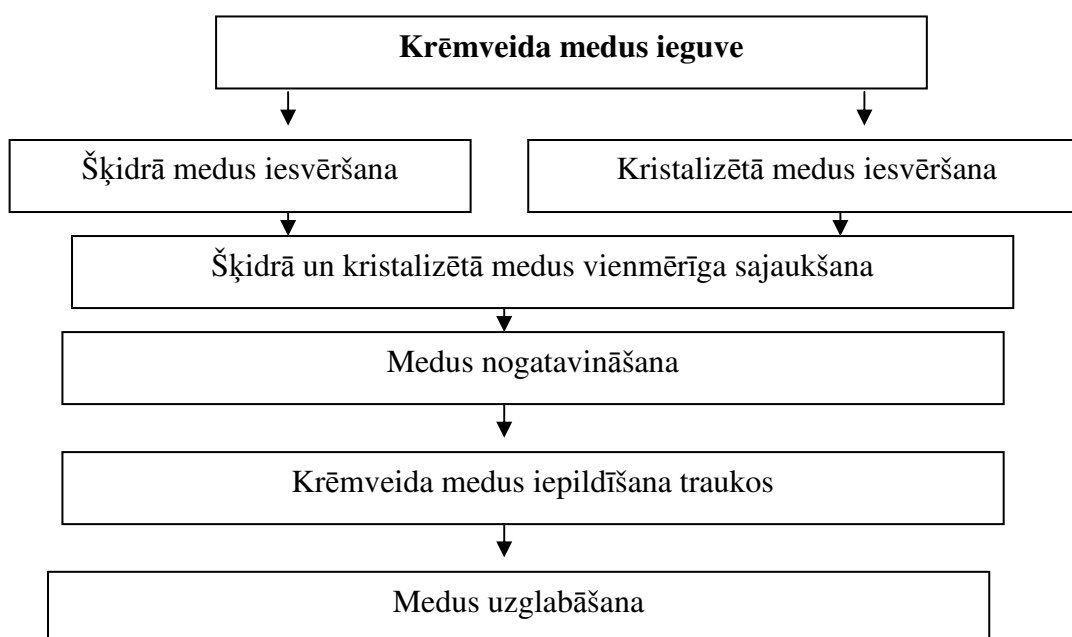 Krēmveida medus ieguve
Šķidrā medus iesvēršana
Kristalizētā medus iesvēršana
Šķidrā un kristalizētā medus vienmērīga sajaukšana
Medus nogatavināšana
Krēmveida medus iepildīšana traukos
Medus uzglabāšana